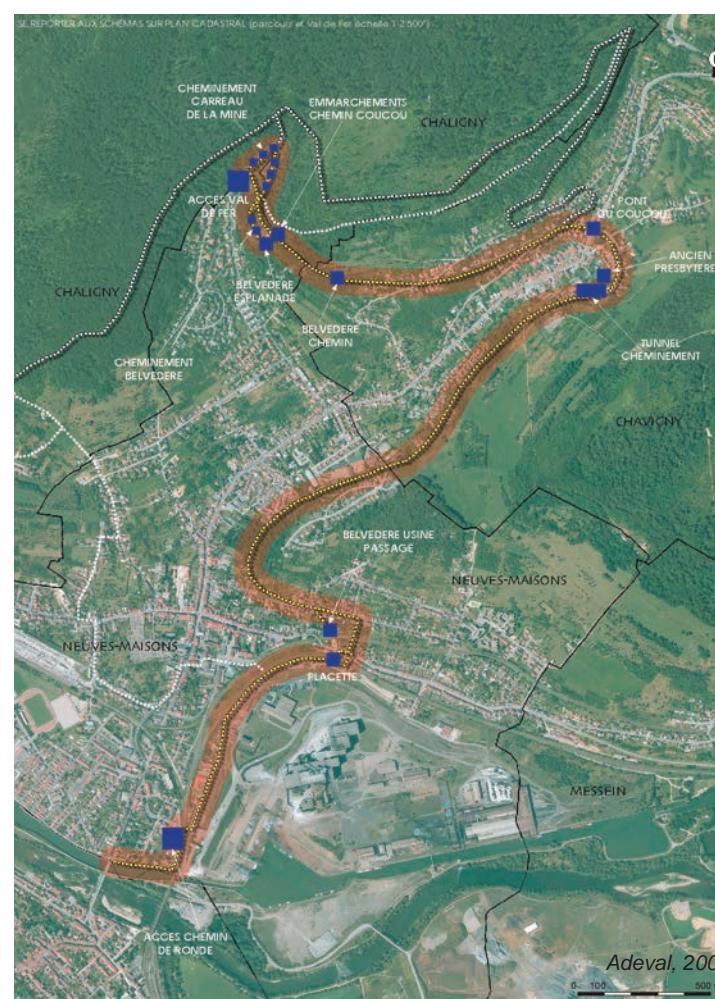 SE REPORTER AUX SCHEMAS SUR PLAN CADASTRAL (parcours et Val de Fer échelle 1·2 500°)
CHEMINEMENT
CARREAU
DE LA MINE
EMMARCHEMENTS
CHEMIN COUCOU
CHALIGNY
ACCES VAL
DE FER
PONT
DU COUCOU
ANCIEN
PRESBYTERE
BELVEDERE
ESPLANADE
CHALIGNY
BELVEDERE
CHEMIN
TUNNEL
CHEMINEMENT
CHEMINEMENT
BELVEDERE
CHAVIGNY
BELVEDERE USINE
PASSAGE
NEUVES-MAISONS
NEUVES-MAISONS
PLACETTE
MESSEIN
ACCES CHEMIN
DE RONDE
Adeval, 200
0 100 500